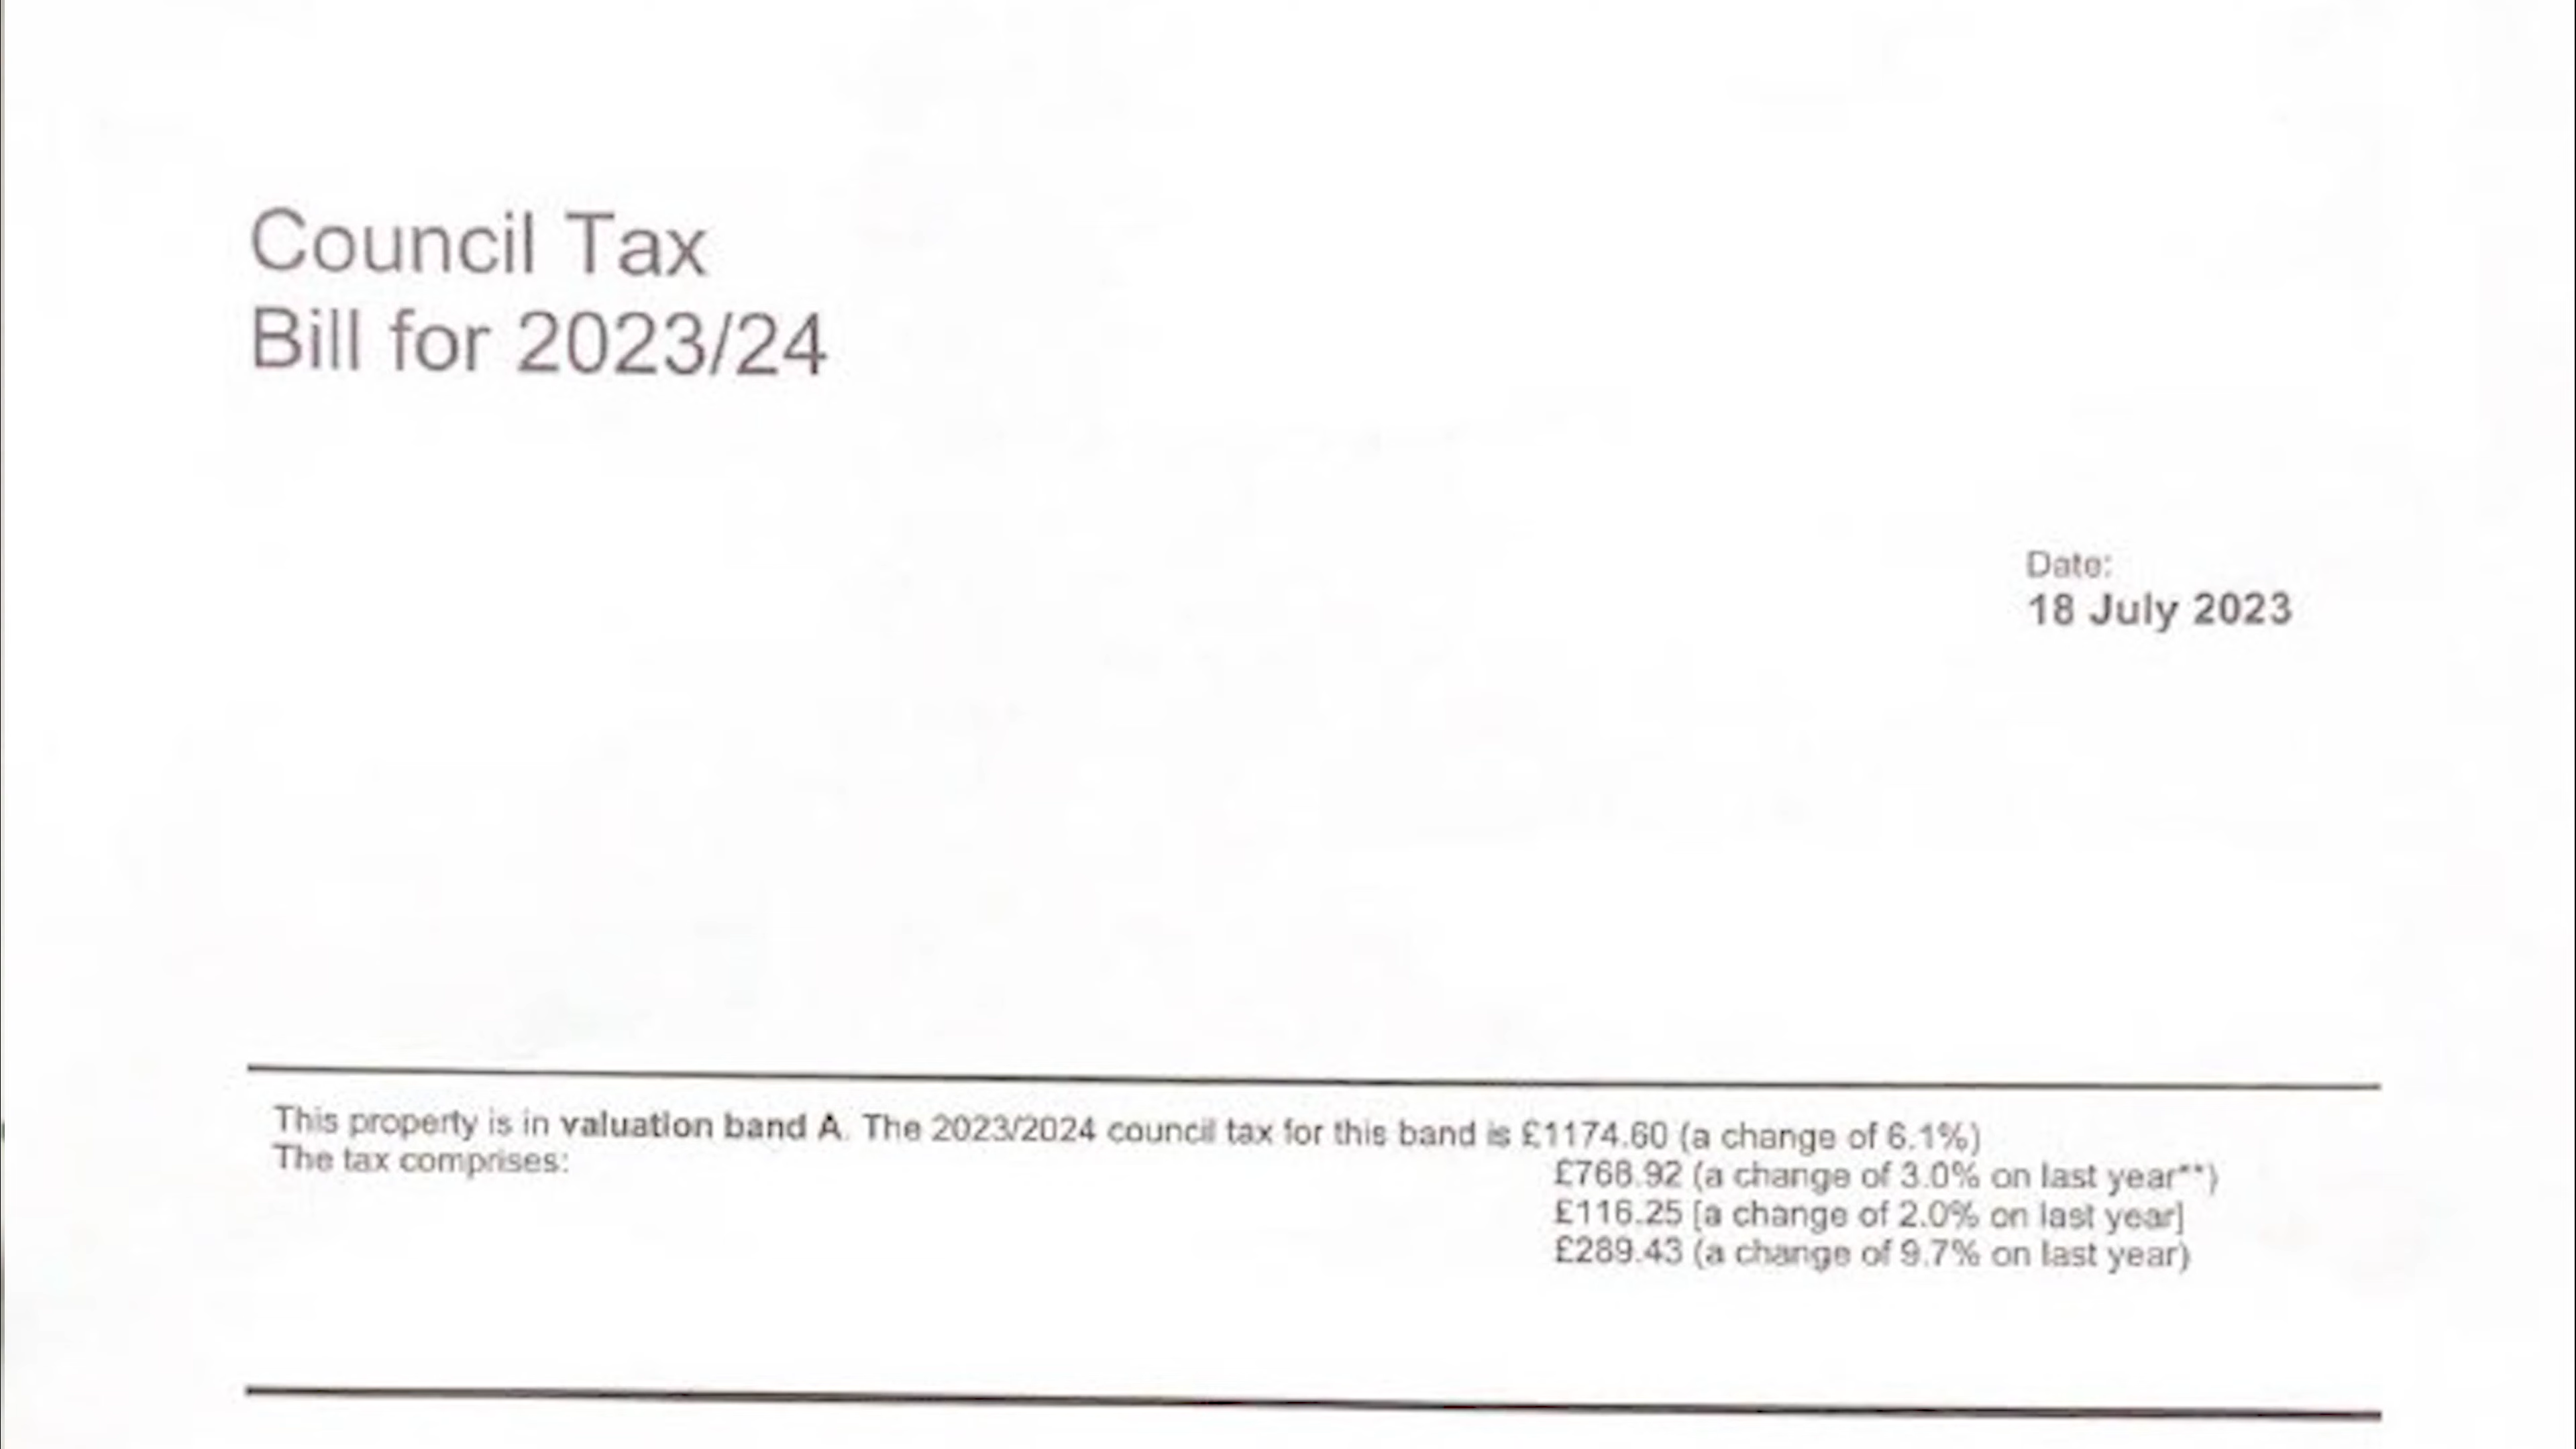 Council Tax
Bill for 2023/24
Date:
18 July 2023
This property is in valuation band A. The 2023/2024 council tax for this band is £1174.60 (a change of 6.1%)
The tax comprises:
£768.92 (a change of 3.0% on last year**)
£116.25 [a change of 2.0% on last year]
£289.43 (a change of 9.7% on last year)